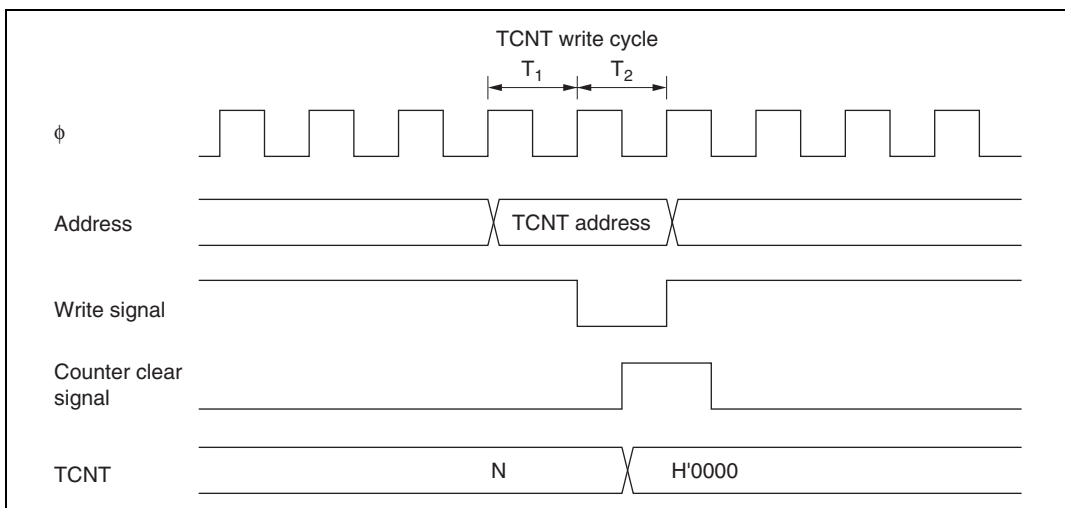 TCNT write cycle
T1 T2
ϕ
Address
TCNT address
Write signal
Counter clear
signal
TCNT
N
H'0000